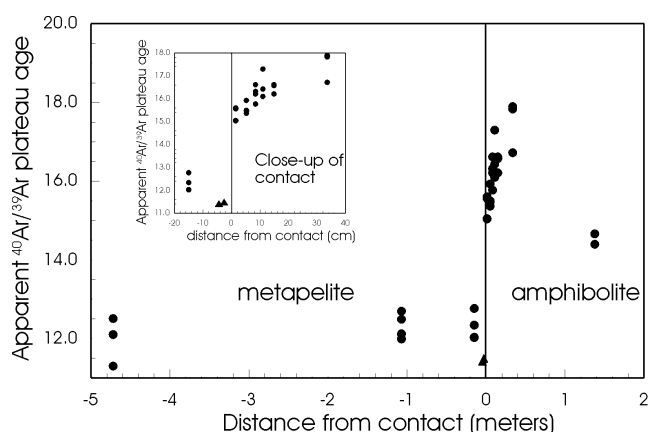 20.0
18.0
16.0
14.0
12.0
Apparent ⁴⁰Ar/³⁹Ar plateau age
18.0
17.0
16.0
15.0
14.0
13.0
12.0
11.0
Apparent ⁴⁰Ar/³⁹Ar plateau age
Close-up of
contact
-20 -10 0 10 20 30 40
distance from contact (cm)
metapelite
amphibolite
-5 -4 -3 -2 -1 0 1 2
Distance from contact (meters)